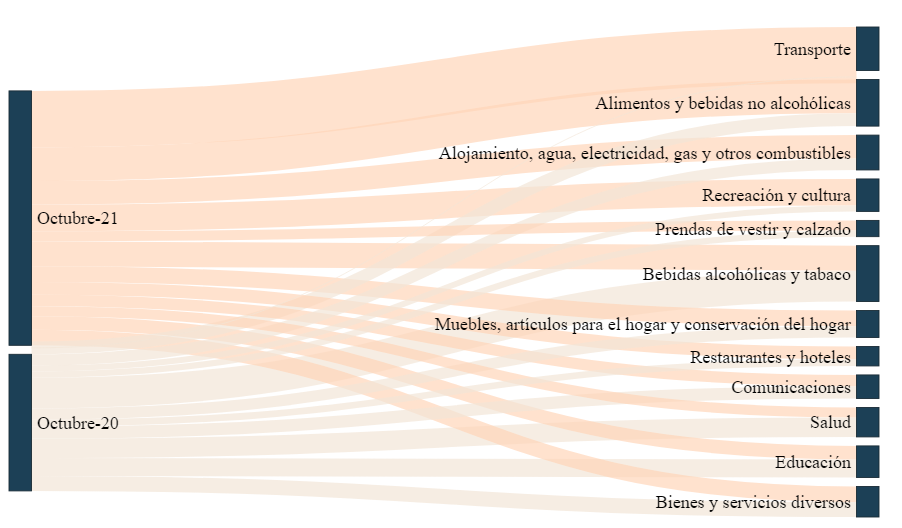 Transporte
Alimentos y bebidas no alcohólicas
Alojamiento, agua, electricidad, gas y otros combustibles
Recreación y cultura
Octubre-21
Prendas de vestir y calzado
Bebidas alcohólicas y tabaco
Muebles, artículos para el hogar y conservación del hogar
Restaurantes y hoteles
Comunicaciones
Salud
Octubre-20
Educación
Bienes y servicios diversos